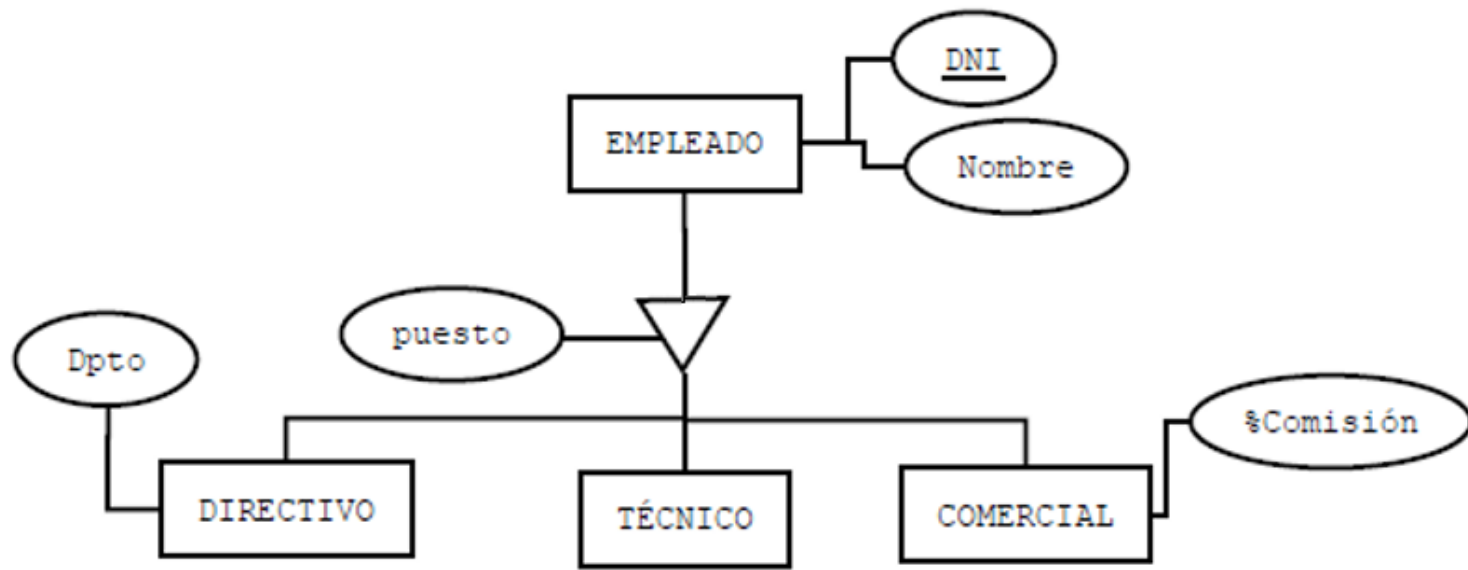 DNI
EMPLEADO
Nombre
puesto
Dpto
%Comisión
DIRECTIVO
TÉCNICO
COMERCIAL